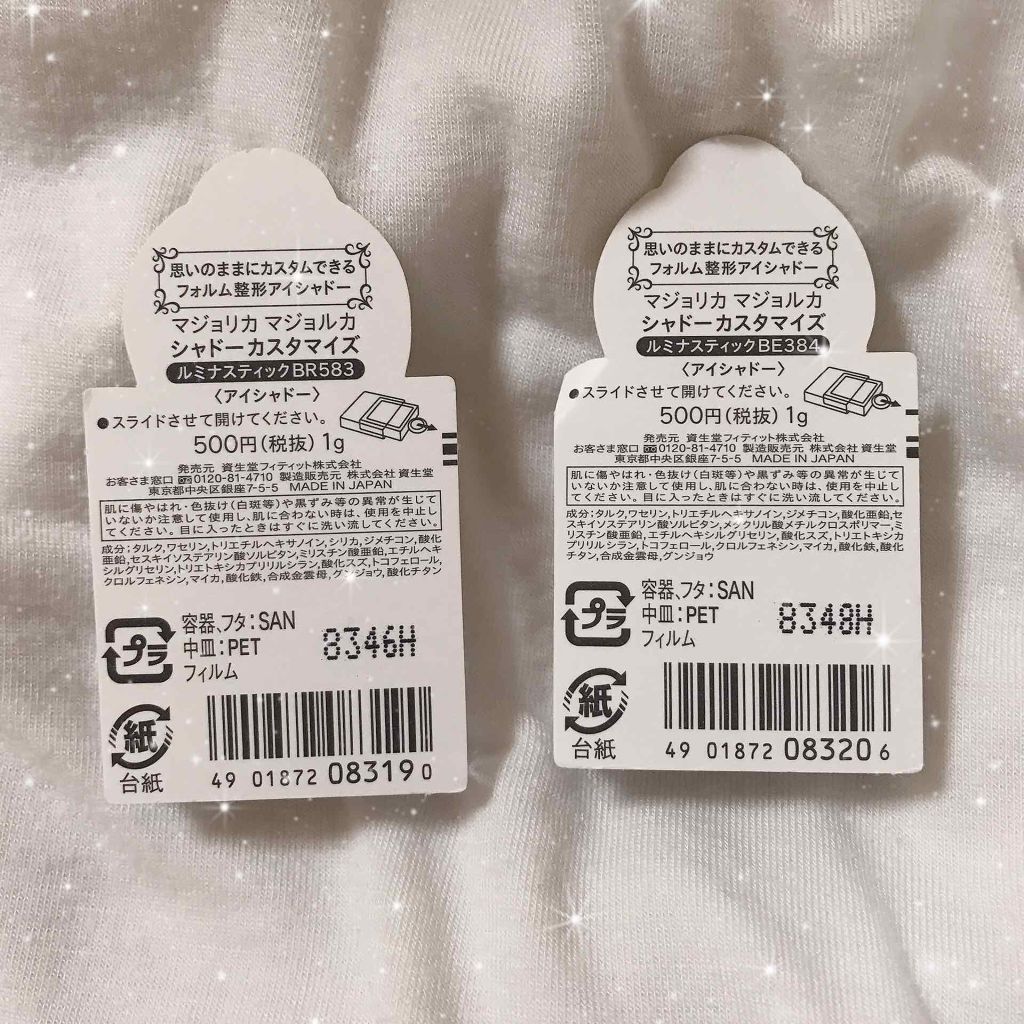 思いのままにカスタムできる
フォルム整形アイシャドー
マジョリカ マジョルカ
シャドーカスタマイズ
ルミナスティックBR583
〈アイシャドー〉
●スライドさせて開けてください。
500円(税抜) 1g
発売元 資生堂フィティット株式会社
お客さま窓口 0120-81-4710 製造販売元 株式会社 資生堂
東京都中央区銀座7-5-5 MADE IN JAPAN
肌に傷やはれ・色抜け(白斑等)や黒ずみ等の異常が生じて
いないか注意して使用し、肌に合わない時は、使用を中止し
てください。目に入ったときはすぐに洗い流してください。
成分:タルク,ワセリン,トリエチルヘキサノイン,シリカ,ジメチコン,酸化
亜鉛,セスキイソステアリン酸ソルビタン,ミリスチン酸亜鉛,エチルヘキ
シルグリセリン,トリエトキシカプリリルシラン,酸化スズ,トコフェロール,
クロルフェネシン,マイカ,酸化鉄,合成金雲母,グンジョウ,酸化チタン
プラ
容器、フタ:SAN
中皿:PET
フィルム
8346H
紙
台紙
49 01872 08319 0
思いのままにカスタムできる
フォルム整形アイシャドー
マジョリカ マジョルカ
シャドーカスタマイズ
ルミナスティックBE384
〈アイシャドー〉
●スライドさせて開けてください。
500円(税抜) 1g
発売元 資生堂フィティット株式会社
お客さま窓口 0120-81-4710 製造販売元 株式会社 資生堂
東京都中央区銀座7-5-5 MADE IN JAPAN
肌に傷やはれ・色抜け(白斑等)や黒ずみ等の異常が生じて
いないか注意して使用し、肌に合わない時は、使用を中止し
てください。目に入ったときはすぐに洗い流してください。
成分:タルク,ワセリン,トリエチルヘキサノイン,ジメチコン,酸化亜鉛,セ
スキイソステアリン酸ソルビタン,メタクリル酸メチルクロスポリマー,ミ
リスチン酸亜鉛,エチルヘキシルグリセリン,酸化スズ,トリエトキシカ
プリリルシラン,トコフェロール,クロルフェネシン,マイカ,酸化鉄,酸化
チタン,合成金雲母,グンジョウ
プラ
容器、フタ:SAN
中皿:PET
フィルム
8348H
紙
台紙
49 01872 08320 6